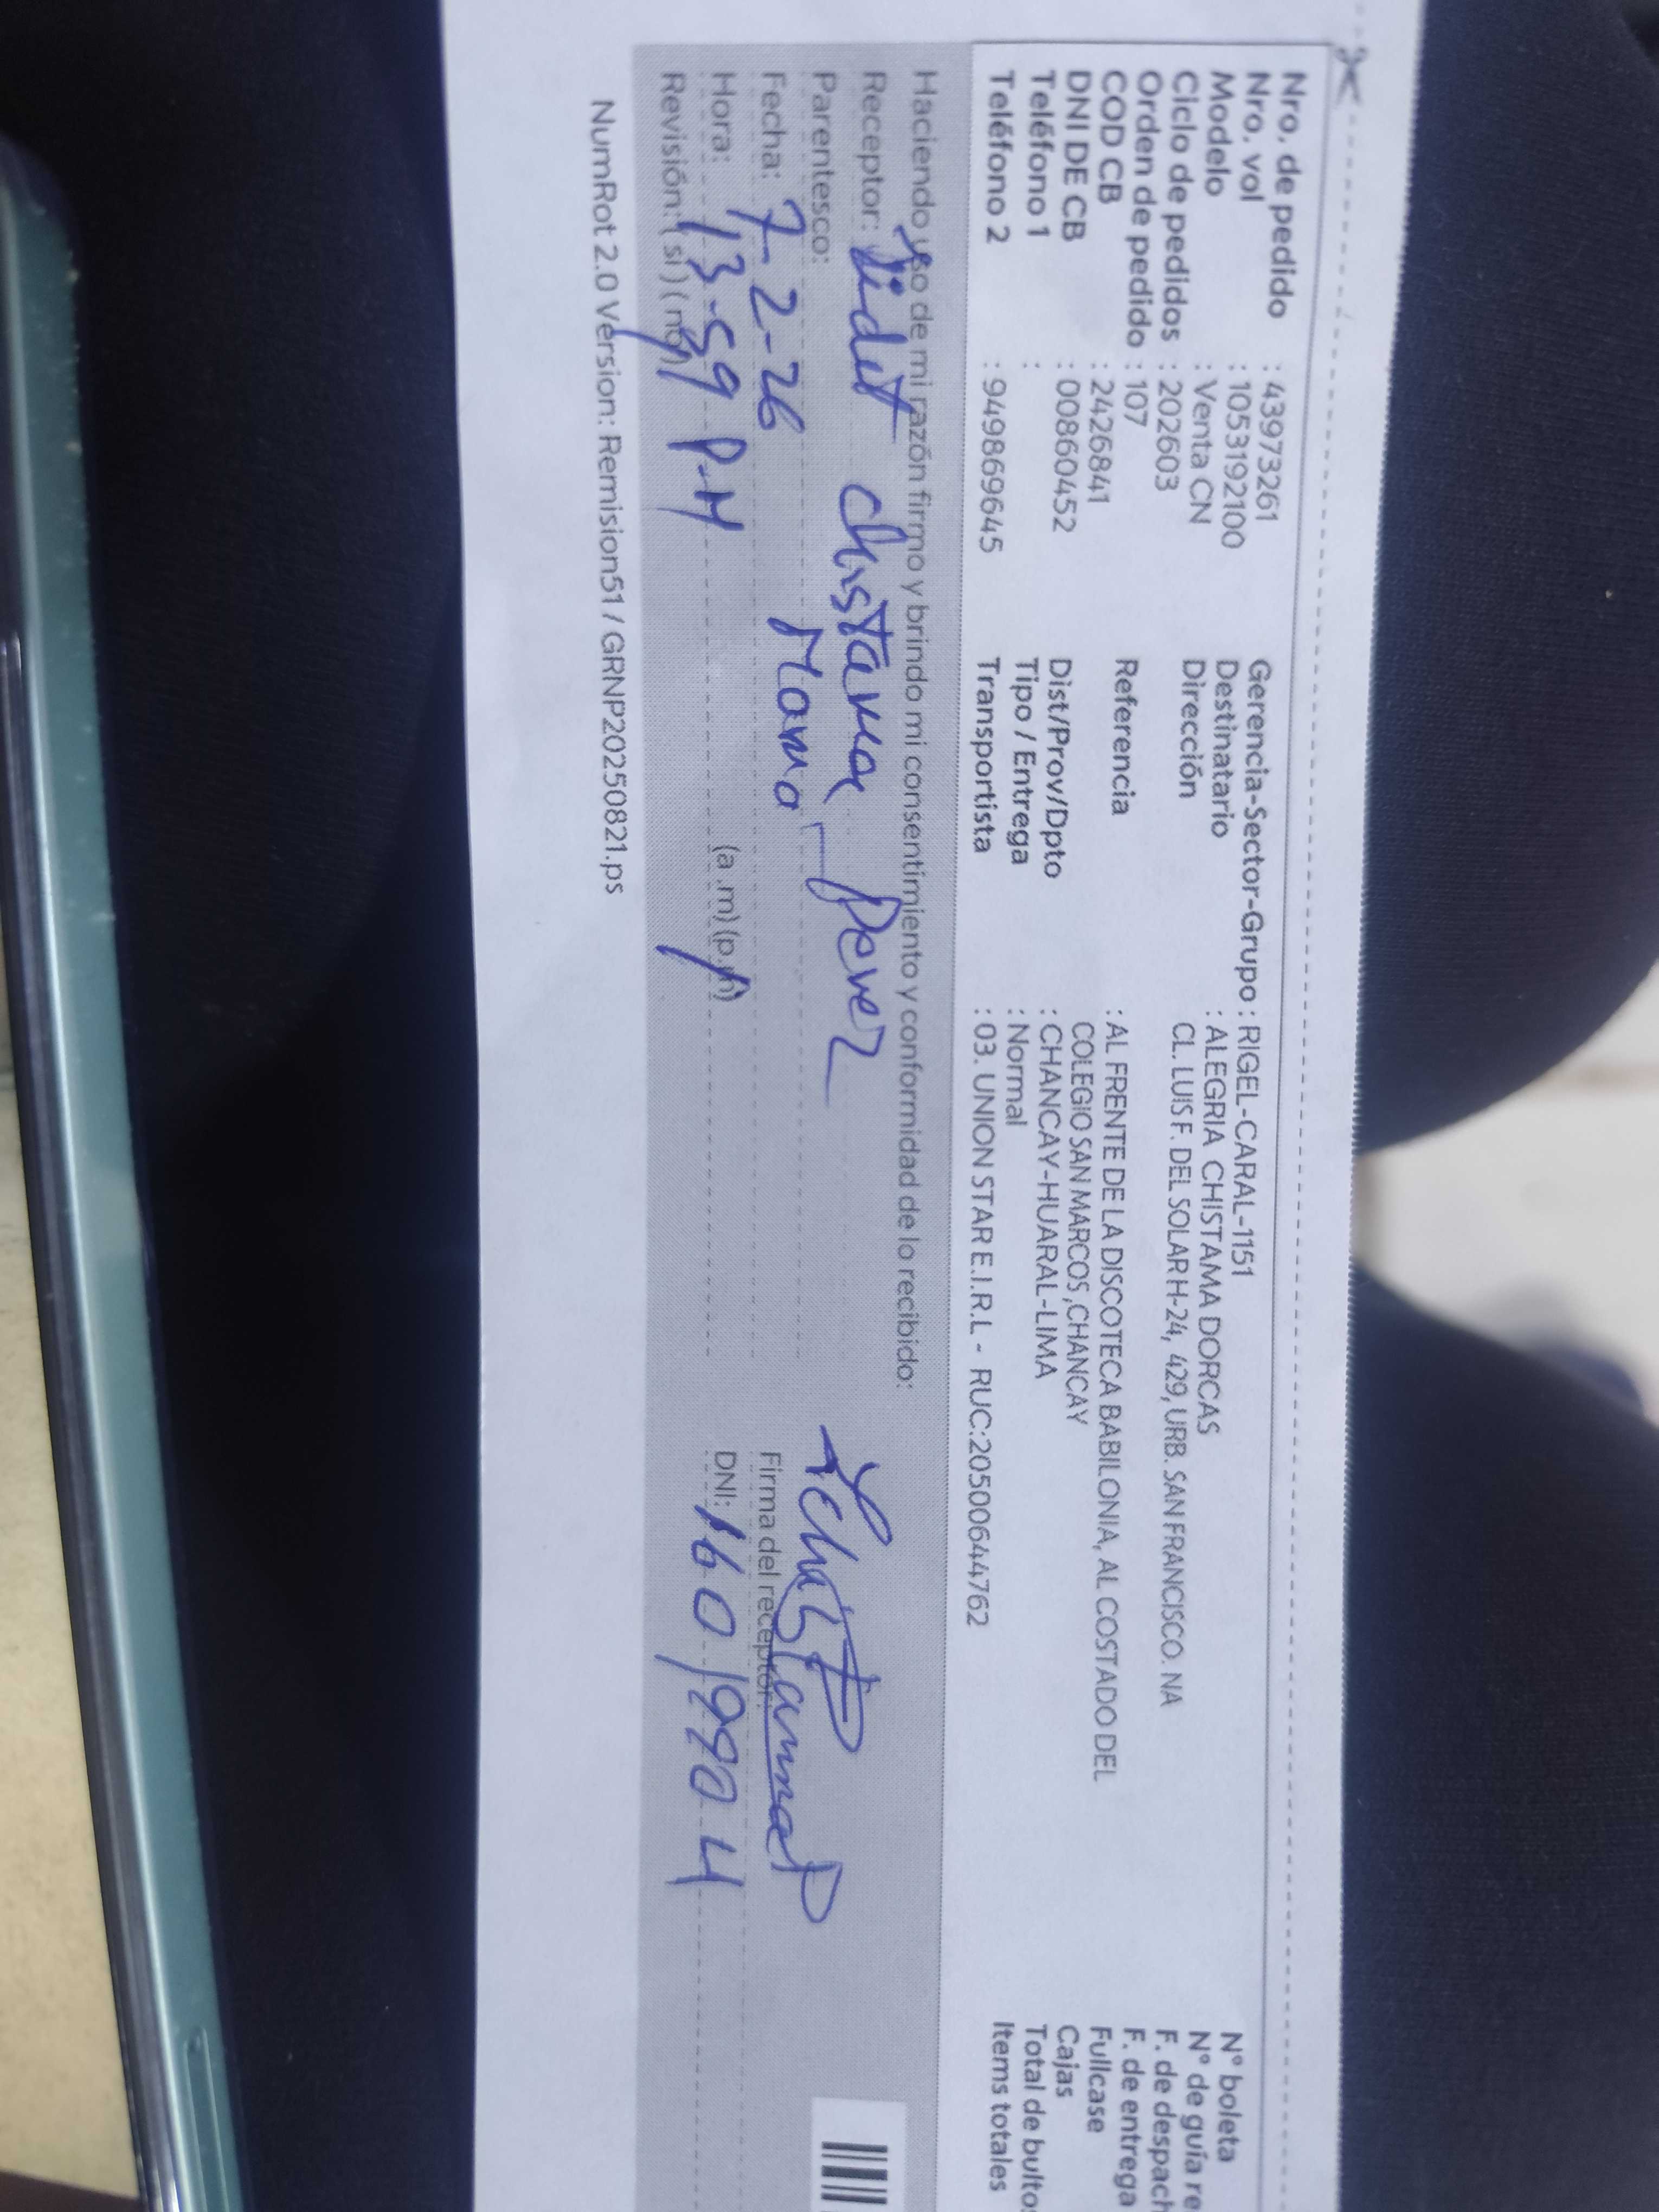 Nro. de pedido : 43973261
Nro. vol : 1053192100
Modelo : Venta CN
Ciclo de pedidos : 202603
Orden de pedido : 107
COD CB : 2426841
DNI DE CB : 00860452
Teléfono 1 :
Teléfono 2 : 949869645
Gerencia-Sector-Grupo : RIGEL-CARAL-1151
Destinatario : ALEGRIA CHISTAMA DORCAS
Dirección CL. LUIS F. DEL SOLAR H-24, 429, URB. SAN FRANCISCO. NA
Referencia : AL FRENTE DE LA DISCOTECA BABILONIA, AL COSTADO DEL
COLEGIO SAN MARCOS ,CHANCAY
Dist/Prov/Dpto : CHANCAY-HUARAL-LIMA
Tipo / Entrega : Normal
Transportista : 03. UNION STAR E.I.R.L - RUC:20500644762
N° boleta
N° de guía re
F. de despach
F. de entrega
Fullcase
Cajas
Total de bultos
Items totales
Haciendo uso de mi razón firmo y brindo mi consentimiento y conformidad de lo recibido:
Receptor: Chistama
Parentesco: Mama
Fecha: 7-2-26
Hora: 13-59 P-M (a.m) (p.m)
Revisión: ( si ) ( no )
Firma del receptor:
DNI:
NumRot 2.0 Version: Remision51 / GRNP20250821.ps